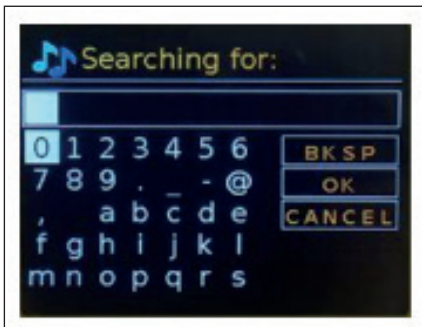 Searching for:
0 1 2 3 4 5 6
BKSP
7 8 9 . _ - @
OK
, a b c d e
CANCEL
f g h i j k l
m n o p q r s